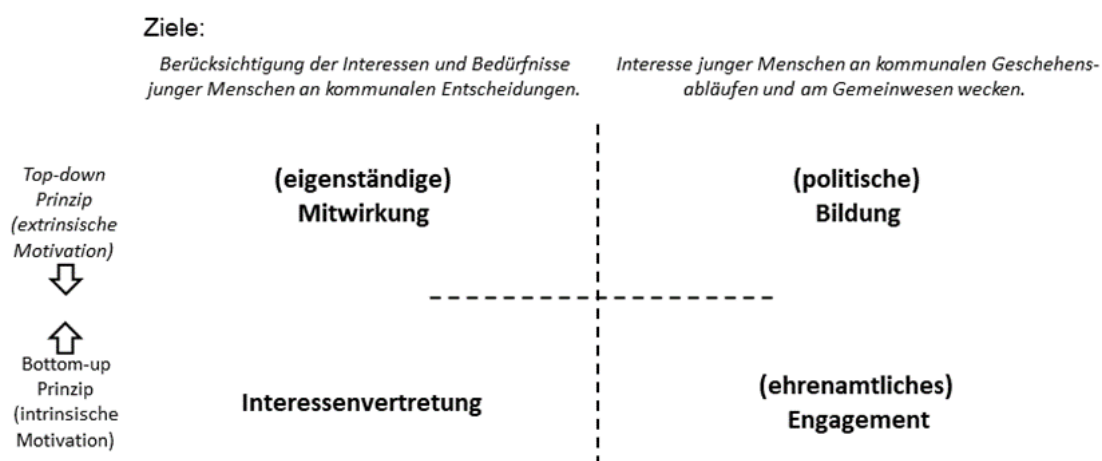 Ziele:
Berücksichtigung der Interessen und Bedürfnisse
junger Menschen an kommunalen Entscheidungen.
Interesse junger Menschen an kommunalen Geschehens-
abläufen und am Gemeinwesen wecken.
Top-down
Prinzip
(extrinsische
Motivation)
(eigenständige)
Mitwirkung
(politische)
Bildung
Bottom-up
Prinzip
(intrinsische
Motivation)
Interessenvertretung
(ehrenamtliches)
Engagement